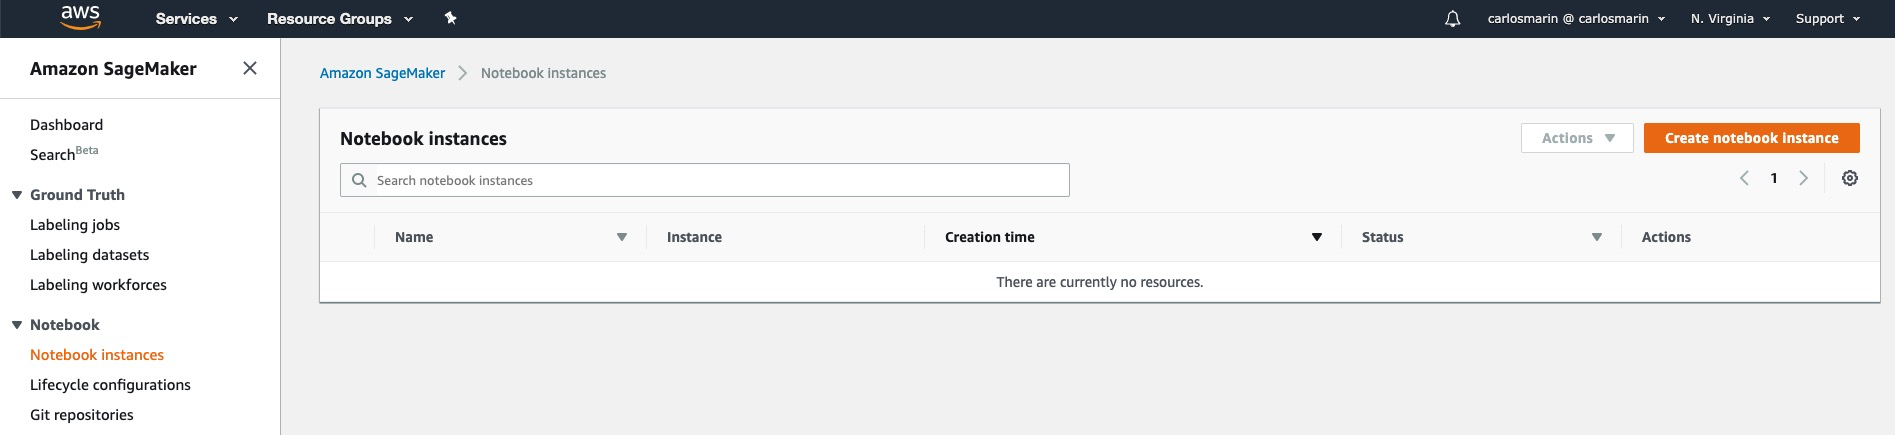 aws Services Resource Groups carlosmarin @ carlosmarin N. Virginia Support
Amazon SageMaker
Dashboard
SearchBeta
Ground Truth
Labeling jobs
Labeling datasets
Labeling workforces
Notebook
Notebook instances
Lifecycle configurations
Git repositories
Amazon SageMaker Notebook instances
Notebook instances
Actions Create notebook instance
Search notebook instances
1
Name Instance Creation time Status Actions
There are currently no resources.